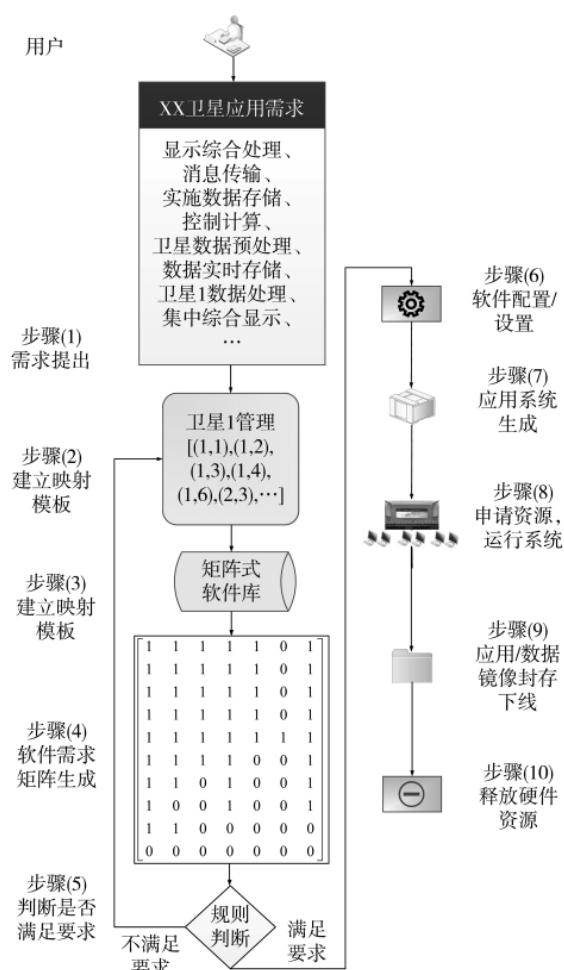 用户
XX卫星应用需求
显示综合处理、
消息传输、
实施数据存储、
控制计算、
卫星数据预处理、
数据实时存储、
卫星1数据处理、
集中综合显示、
…
步骤(1)
需求提出
卫星1管理
[(1,1),(1,2),
(1,3),(1,4),
(1,6),(2,3),…]
步骤(2)
建立映射
模板
矩阵式
软件库
步骤(3)
建立映射
模板
1 1 1 1 1 0 1
1 1 1 1 1 0 1
1 1 1 1 1 0 1
1 1 1 1 1 0 1
1 1 1 1 1 1 1
1 1 1 1 0 0 1
1 1 0 1 0 0 1
1 0 0 1 0 0 1
1 1 0 0 0 0 0
0 0 0 0 0 0 0
步骤(4)
软件需求
矩阵生成
步骤(5)
判断是否
满足要求
规则
判断
不满足
要求
满足
要求
步骤(6)
软件配置/
设置
步骤(7)
应用系统
生成
步骤(8)
申请资源，
运行系统
步骤(9)
应用/数据
镜像封存
下线
步骤(10)
释放硬件
资源